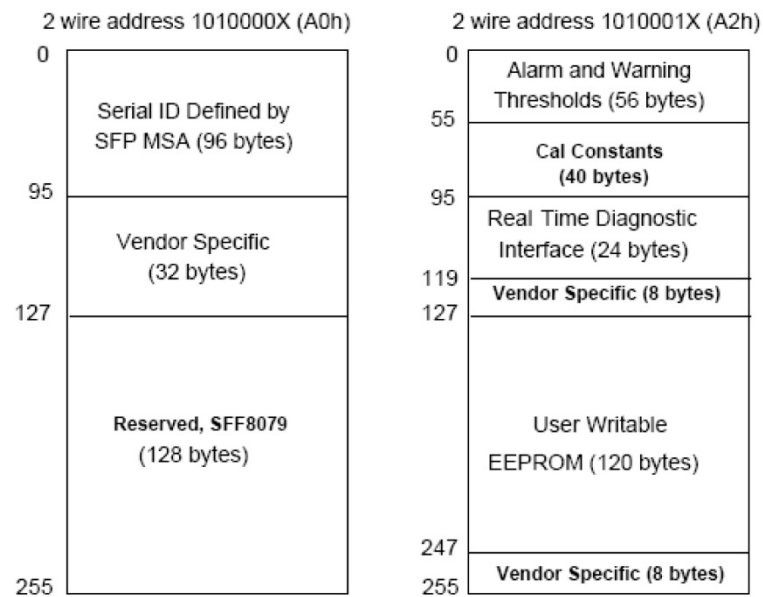 2 wire address 1010000X (A0h)
0
Serial ID Defined by
SFP MSA (96 bytes)
95
Vendor Specific
(32 bytes)
127
Reserved, SFF8079
(128 bytes)
255
2 wire address 1010001X (A2h)
0
Alarm and Warning
Thresholds (56 bytes)
55
Cal Constants
(40 bytes)
95
Real Time Diagnostic
Interface (24 bytes)
119
Vendor Specific (8 bytes)
127
User Writable
EEPROM (120 bytes)
247
Vendor Specific (8 bytes)
255